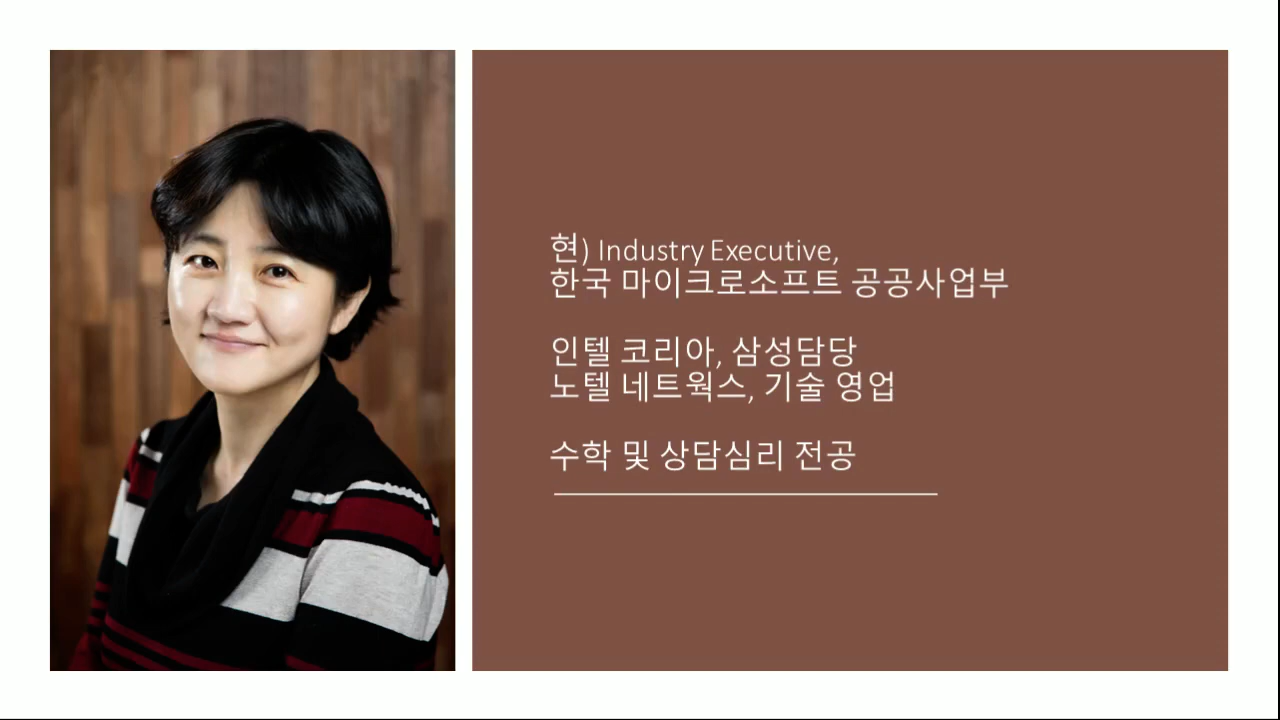 현) Industry Executive,
한국 마이크로소프트 공공사업부
인텔 코리아, 삼성담당
노텔 네트웍스, 기술 영업
수학 및 상담심리 전공